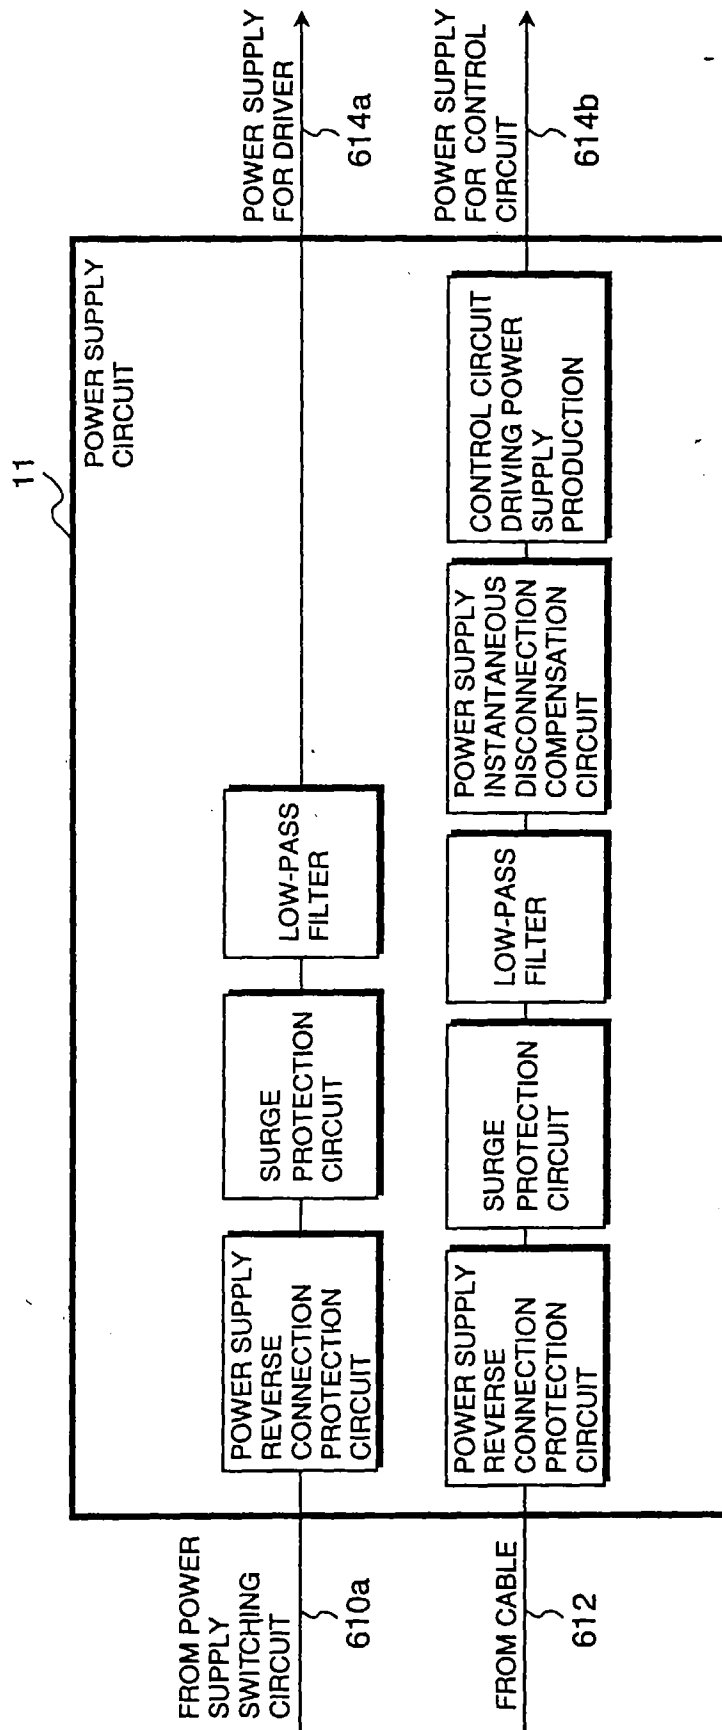 11
POWER SUPPLY
CIRCUIT
FROM POWER
SUPPLY
SWITCHING
CIRCUIT
610a
POWER SUPPLY
REVERSE
CONNECTION
PROTECTION
CIRCUIT
SURGE
PROTECTION
CIRCUIT
LOW-PASS
FILTER
POWER SUPPLY
FOR DRIVER
614a
FROM CABLE
612
POWER SUPPLY
REVERSE
CONNECTION
PROTECTION
CIRCUIT
SURGE
PROTECTION
CIRCUIT
LOW-PASS
FILTER
POWER SUPPLY
INSTANTANEOUS
DISCONNECTION
COMPENSATION
CIRCUIT
CONTROL CIRCUIT
DRIVING POWER
SUPPLY
PRODUCTION
POWER SUPPLY
FOR CONTROL
CIRCUIT
614b